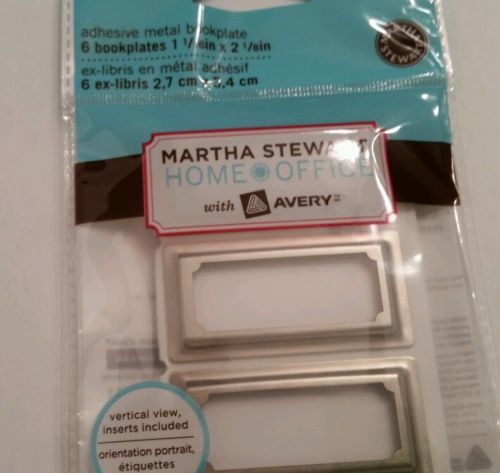 adhesive metal bookplate
6 bookplates 1 1/16in x 2 1/8in
ex-libris en métal adhésif
6 ex-libris 2,7 cm x 5,4 cm
MARTHA
STEWART
MARTHA STEWART
HOME OFFICE
with AVERY
vertical view,
inserts included
orientation portrait,
étiquettes